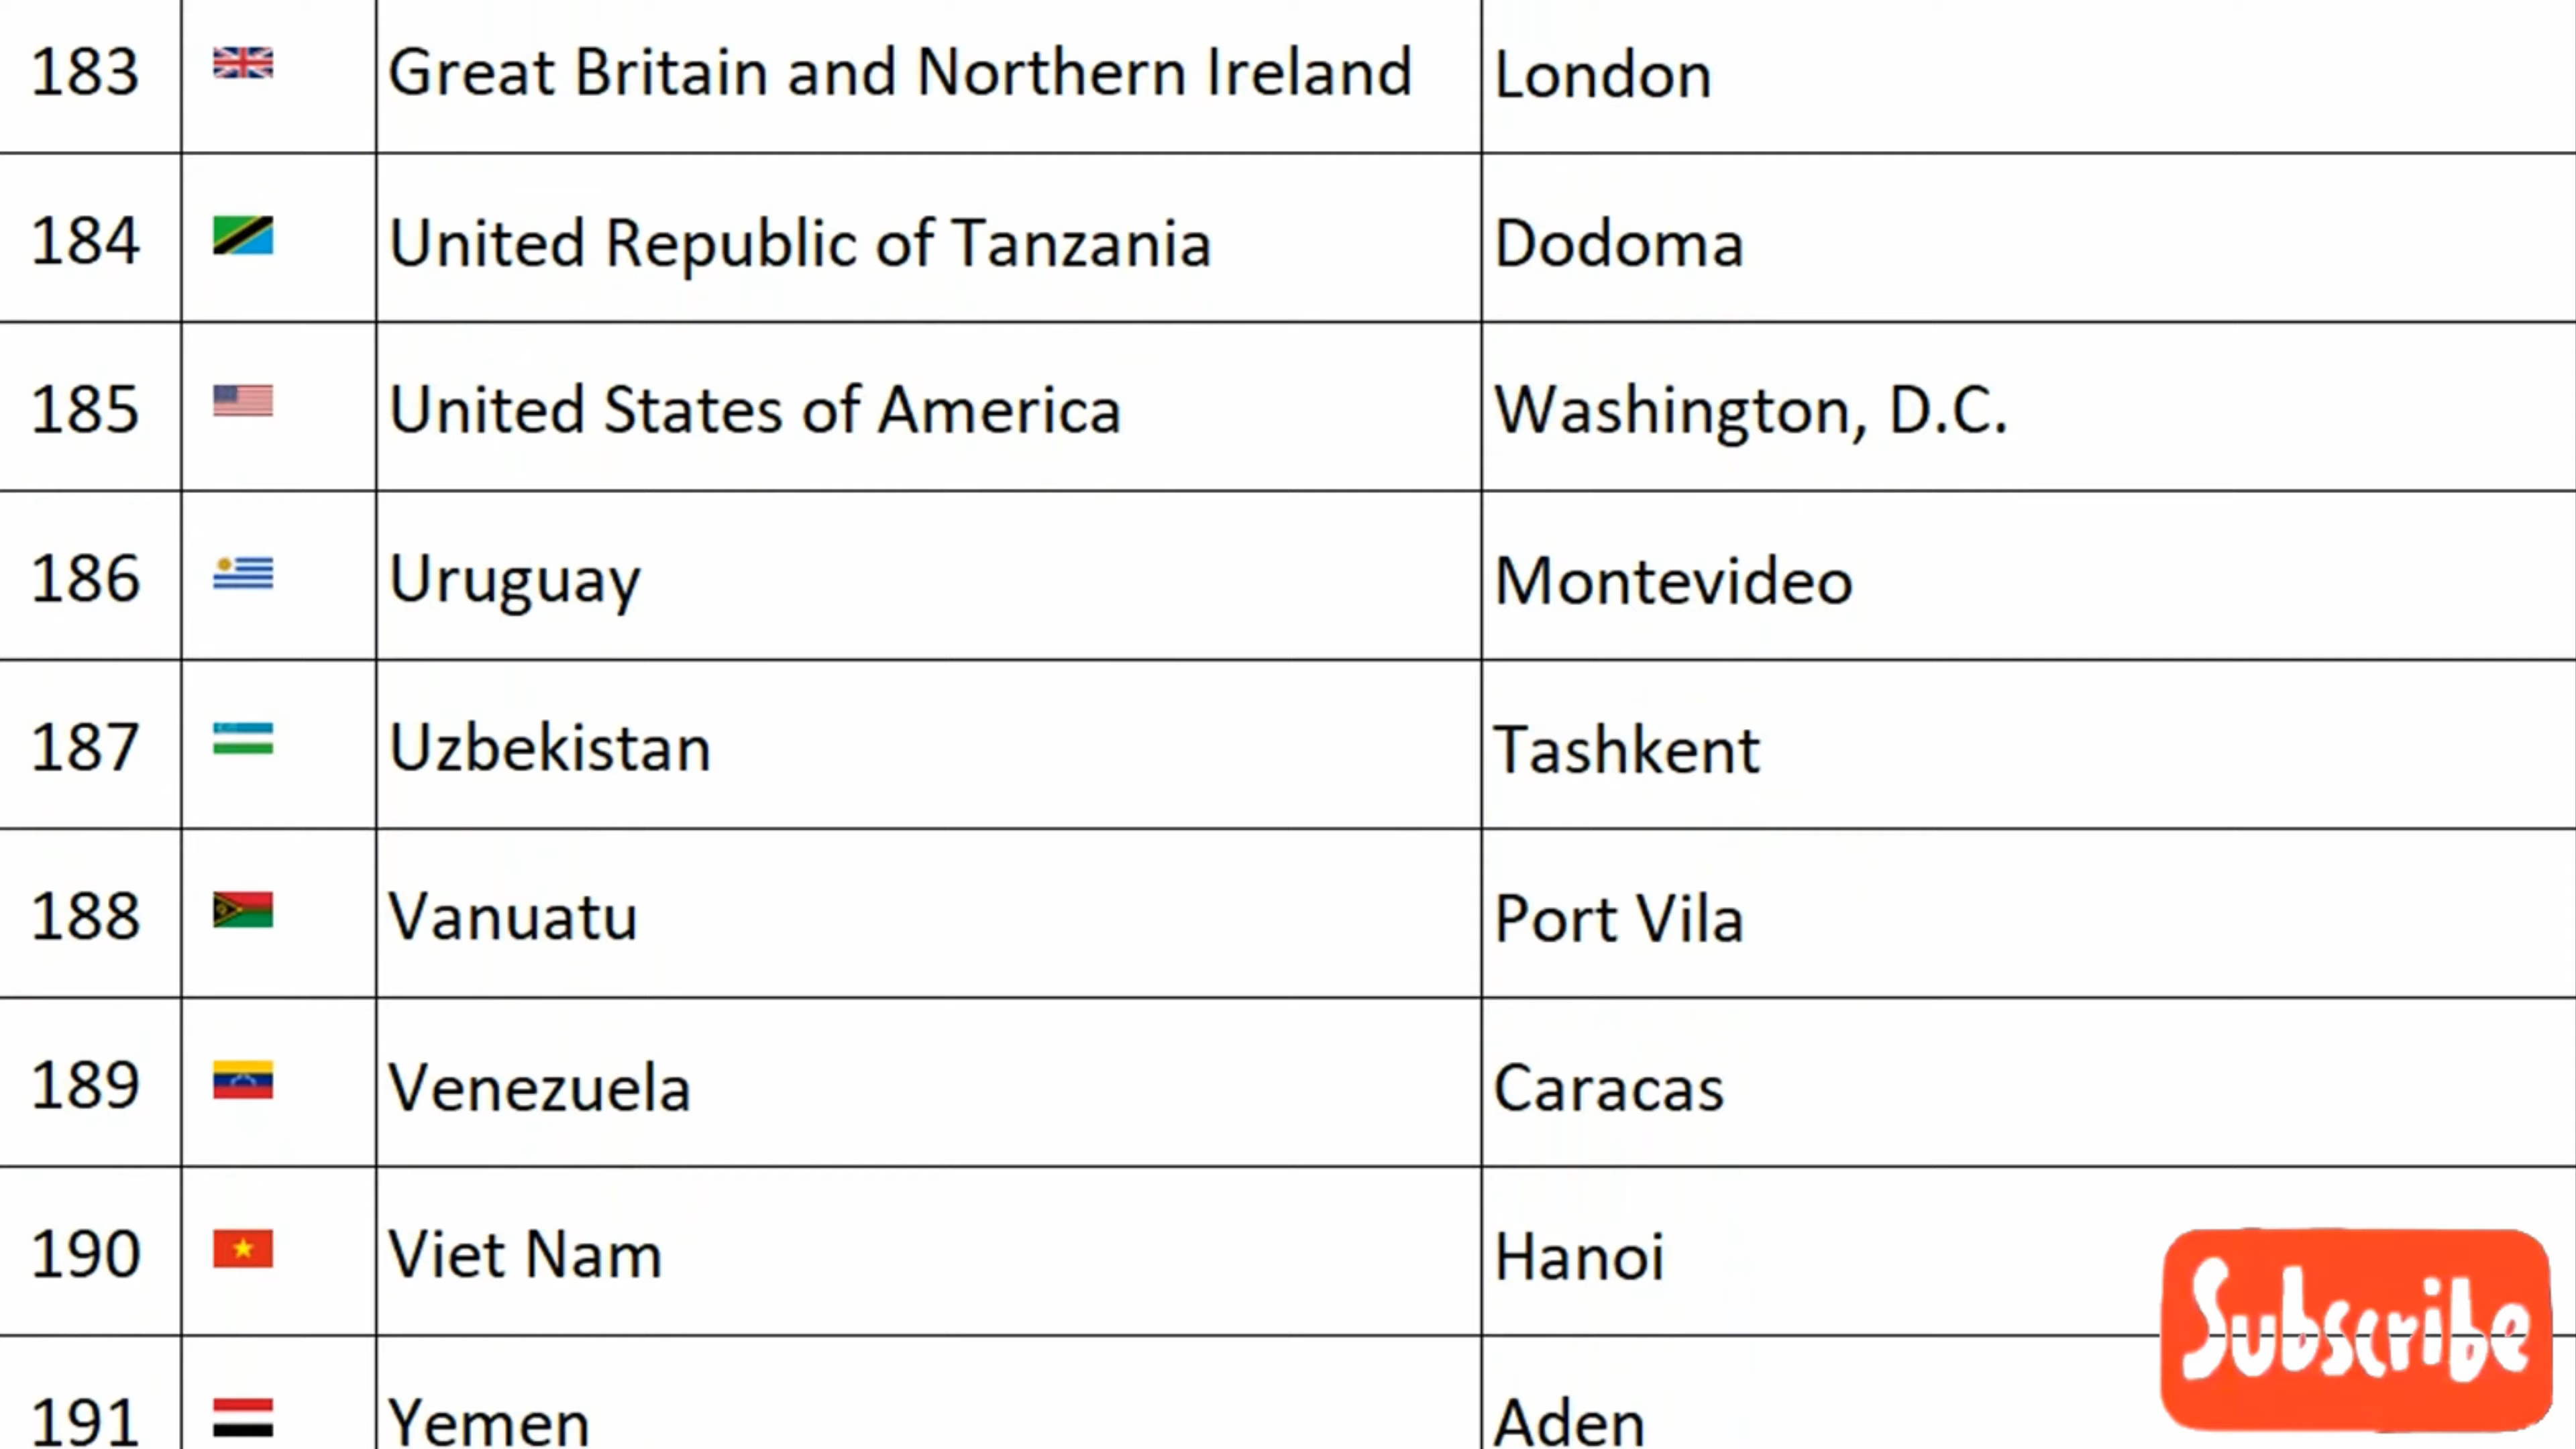 183 Great Britain and Northern Ireland London
184 United Republic of Tanzania Dodoma
185 United States of America Washington, D.C.
186 Uruguay Montevideo
187 Uzbekistan Tashkent
188 Vanuatu Port Vila
189 Venezuela Caracas
190 Viet Nam Hanoi
Subscribe
191 Yemen Aden